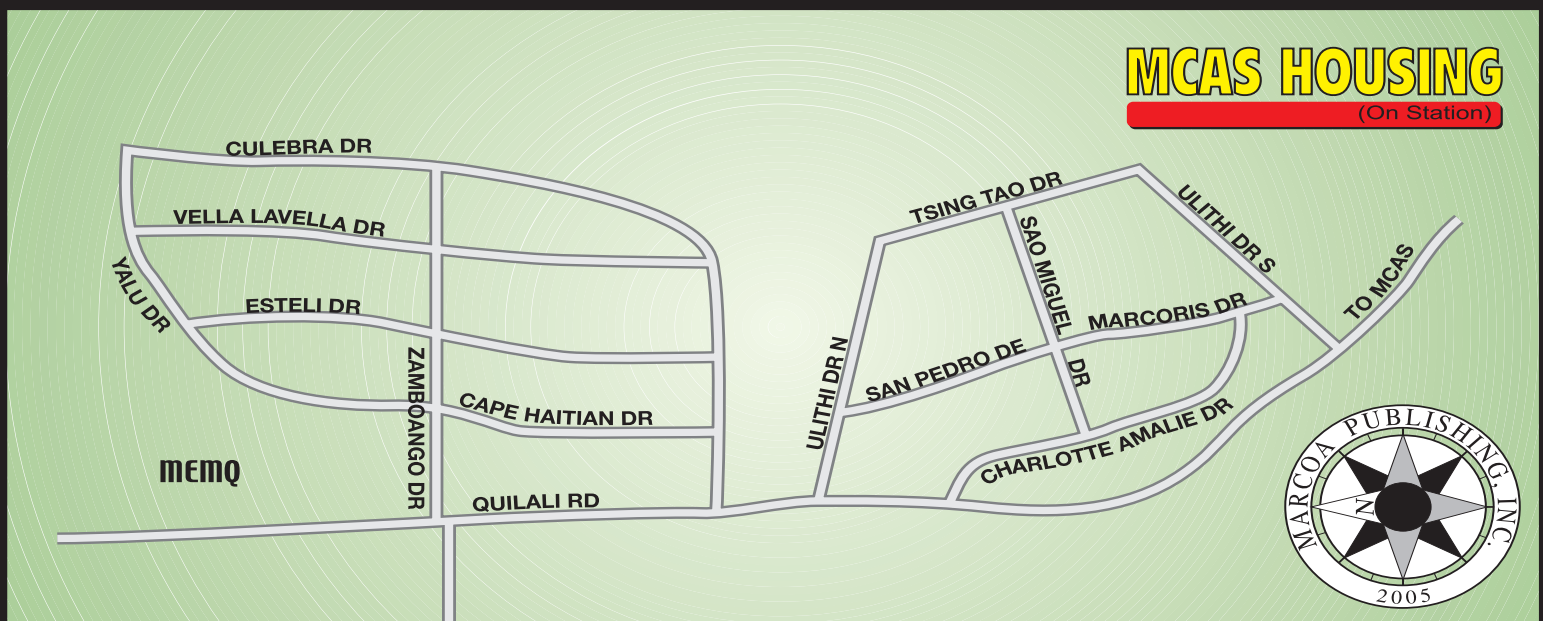 MCAS HOUSING
(On Station)
CULEBRA DR
VELLA LAVELLA DR
YALU DR
ESTELI DR
ZAMBOANGO DR
CAPE HAITIAN DR
MEMQ
QUILALI RD
TSING TAO DR
ULITHI DR S
SAO MIGUEL DR
TO MCAS
MARCORIS DR
SAN PEDRO DE
ULITHI DR N
CHARLOTTE AMALIE DR
MARCOA PUBLISHING, INC.
N
2005